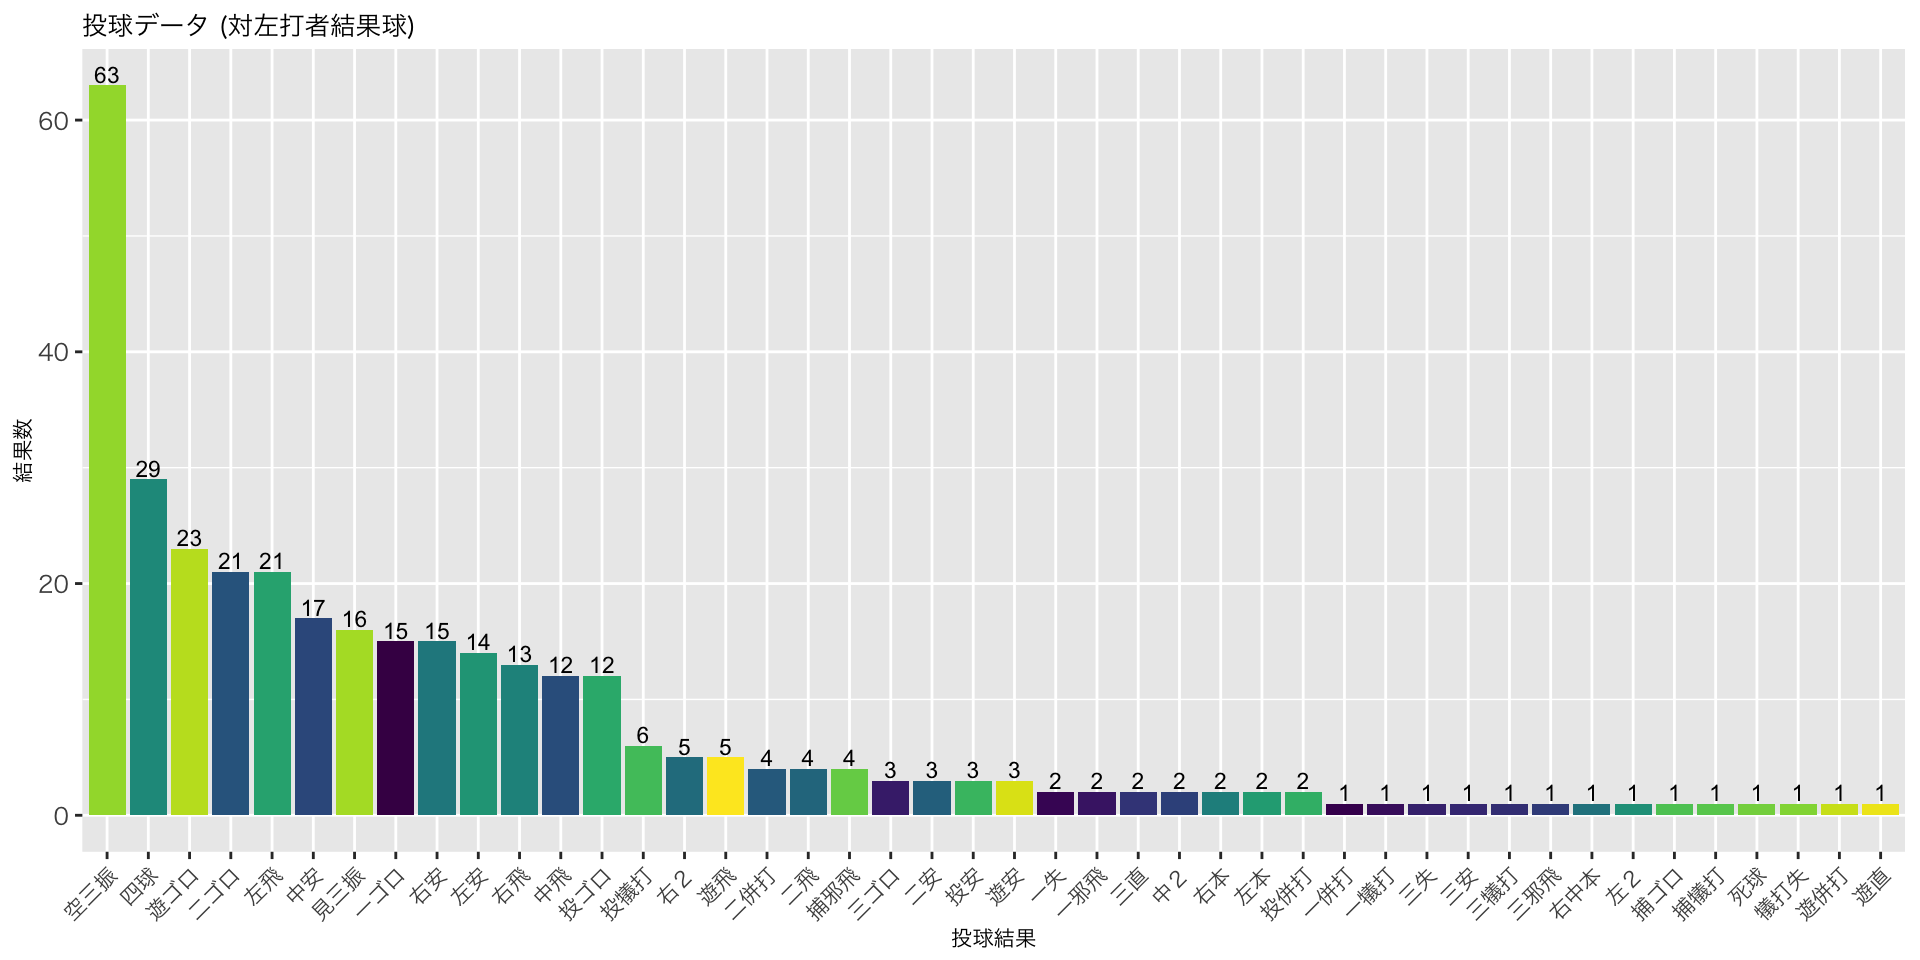 投球データ (対左打者結果球)
結果数
60
40
20
0
63
29
23
21
21
17
16
15
15
14
13
12
12
6
5
5
4
4
4
3
3
3
3
2
2
2
2
2
2
2
1
1
1
1
1
1
1
1
1
1
1
1
1
1
空三振
四球
遊ゴロ
二ゴロ
左飛
中安
見三振
一ゴロ
右安
左安
右飛
中飛
投ゴロ
投犠打
右２
遊飛
二併打
二飛
捕邪飛
三ゴロ
二安
投安
遊安
一失
一邪飛
三直
中２
右本
左本
投併打
一併打
一犠打
三失
三安
三犠打
三邪飛
右中本
左２
捕ゴロ
捕犠打
死球
犠打失
遊併打
遊直
投球結果